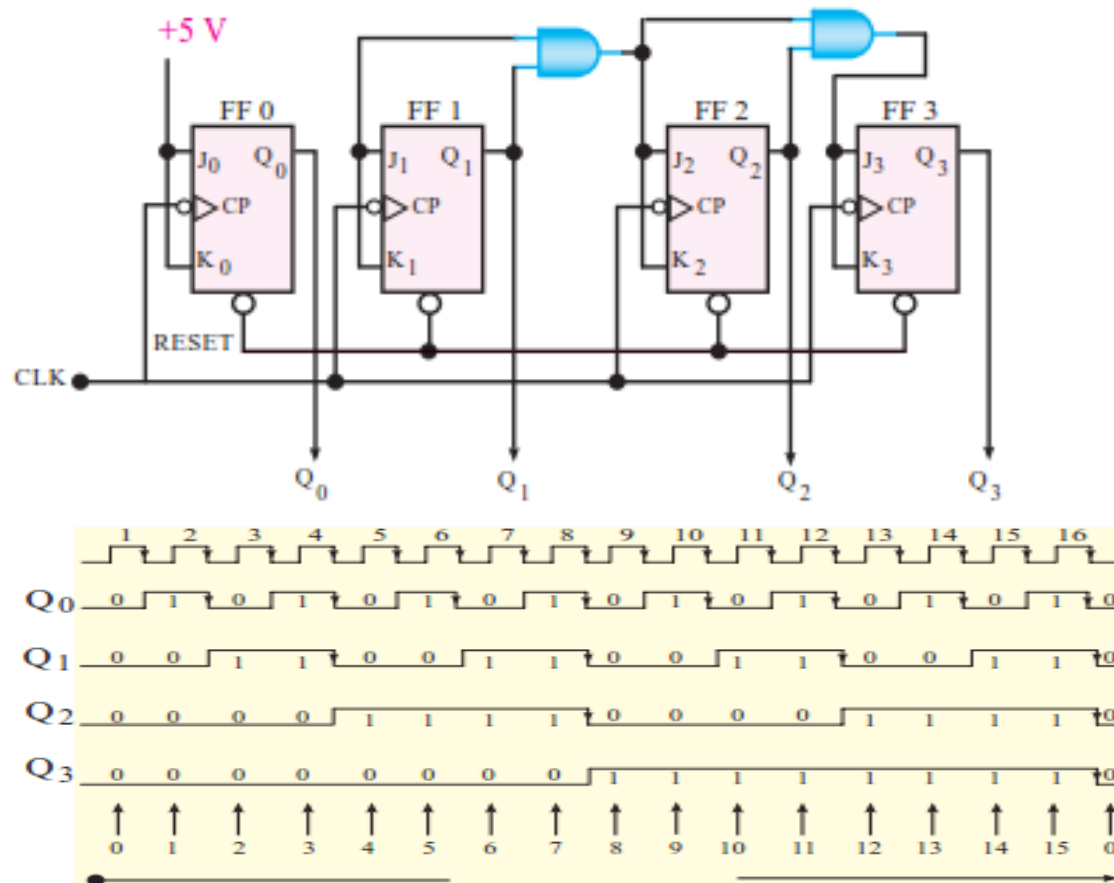 +5 V
FF 0 FF 1 FF 2 FF 3
J0 Q0 J1 Q1 J2 Q2 J3 Q3
CP CP CP CP
K0 K1 K2 K3
RESET
CLK
Q0 Q1 Q2 Q3
1 2 3 4 5 6 7 8 9 10 11 12 13 14 15 16
Q0 0 1 0 1 0 1 0 1 0 1 0 1 0 1 0 1 0
Q1 0 0 1 1 0 0 1 1 0 0 1 1 0 0 1 1 0
Q2 0 0 0 0 1 1 1 1 0 0 0 0 1 1 1 1 0
Q3 0 0 0 0 0 0 0 0 1 1 1 1 1 1 1 1 0
0 1 2 3 4 5 6 7 8 9 10 11 12 13 14 15 0